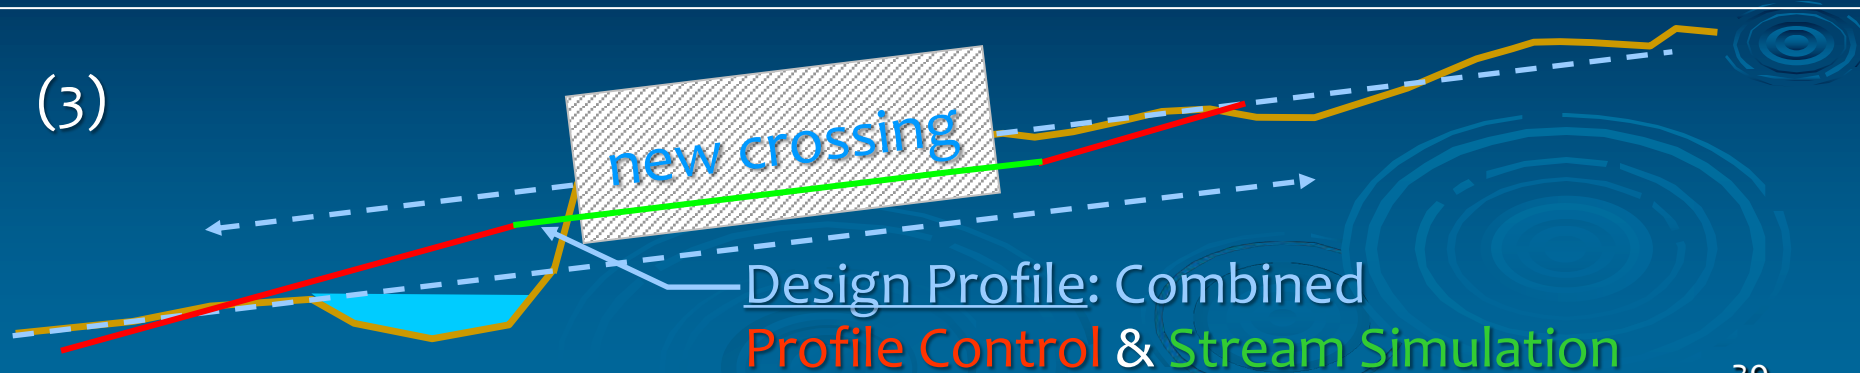 (3)
new crossing
Design Profile: Combined
Profile Control & Stream Simulation